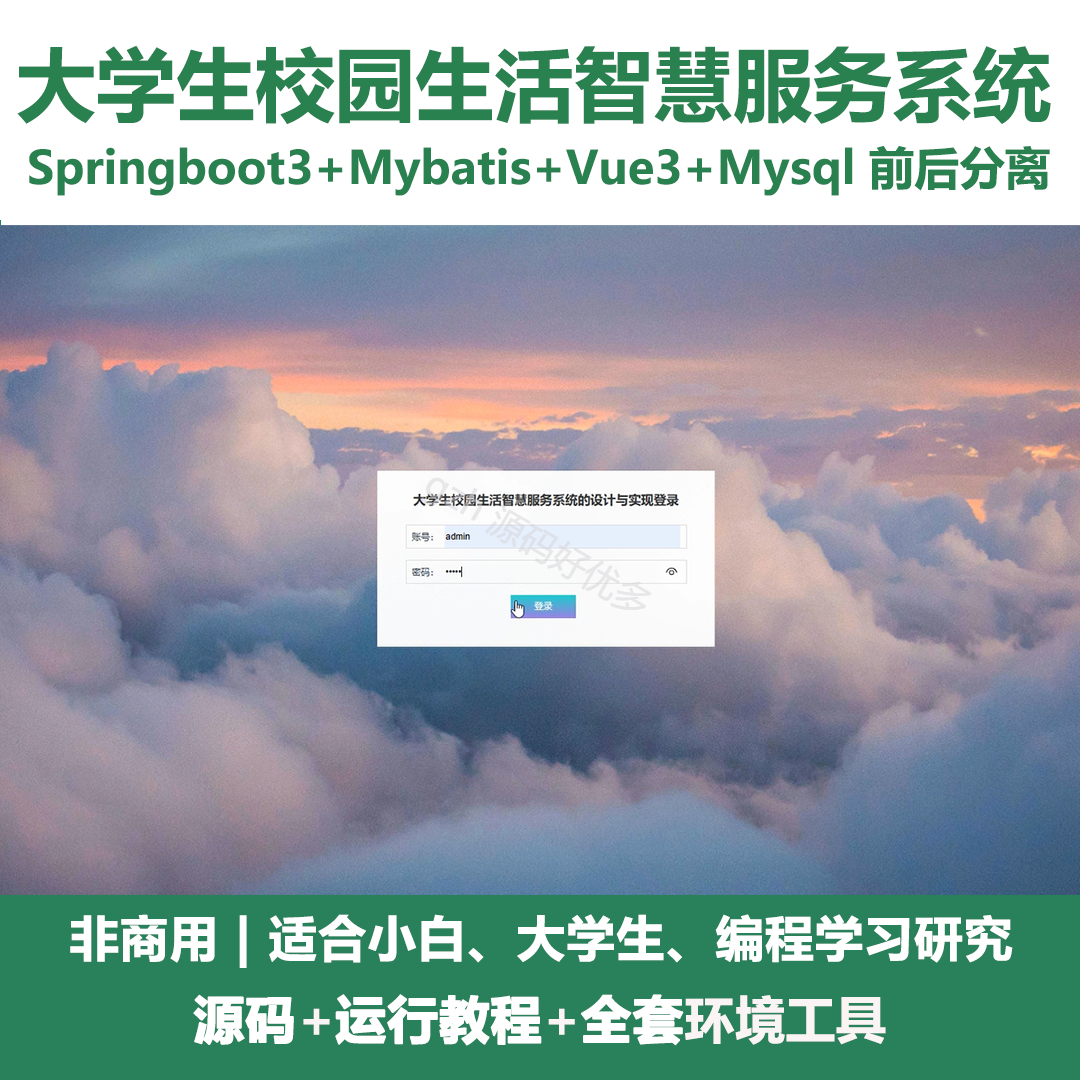 大学生校园生活智慧服务系统
Springboot3+Mybatis+Vue3+Mysql 前后分离
大学生校园生活智慧服务系统的设计与实现登录
账号: admin
密码: •••••
登录
gzh 源码好优多
非商用 | 适合小白、大学生、编程学习研究
源码+运行教程+全套环境工具